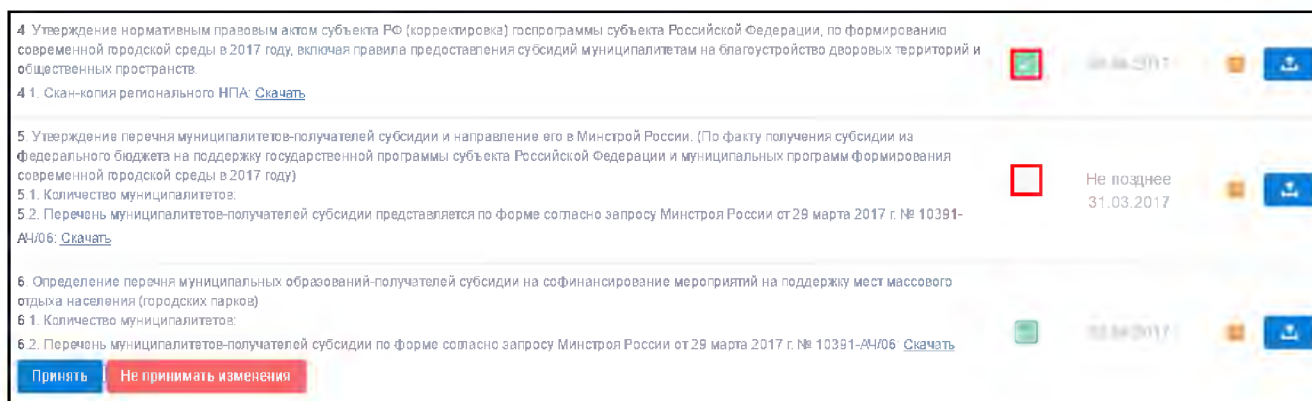 4. Утверждение нормативным правовым актом субъекта РФ (корректировка) госпрограммы субъекта Российской Федерации, по формированию
современной городской среды в 2017 году, включая правила предоставления субсидий муниципалитетам на благоустройство дворовых территорий и
общественных пространств.
4.1. Скан-копия регионального НПА: Скачать
5. Утверждение перечня муниципалитетов-получателей субсидии и направление его в Минстрой России. (По факту получения субсидии из
федерального бюджета на поддержку государственной программы субъекта Российской Федерации и муниципальных программ формирования
современной городской среды в 2017 году)
5.1. Количество муниципалитетов:
5.2. Перечень муниципалитетов-получателей субсидии представляется по форме согласно запросу Минстроя России от 29 марта 2017 г. № 10391-
АЧ/06: Скачать
Не позднее
31.03.2017
6. Определение перечня муниципальных образований-получателей субсидии на софинансирование мероприятий на поддержку мест массового
отдыха населения (городских парков)
6.1. Количество муниципалитетов:
6.2. Перечень муниципалитетов-получателей субсидии по форме согласно запросу Минстроя России от 29 марта 2017 г. № 10391-АЧ/06: Скачать
Принять Не принимать изменения